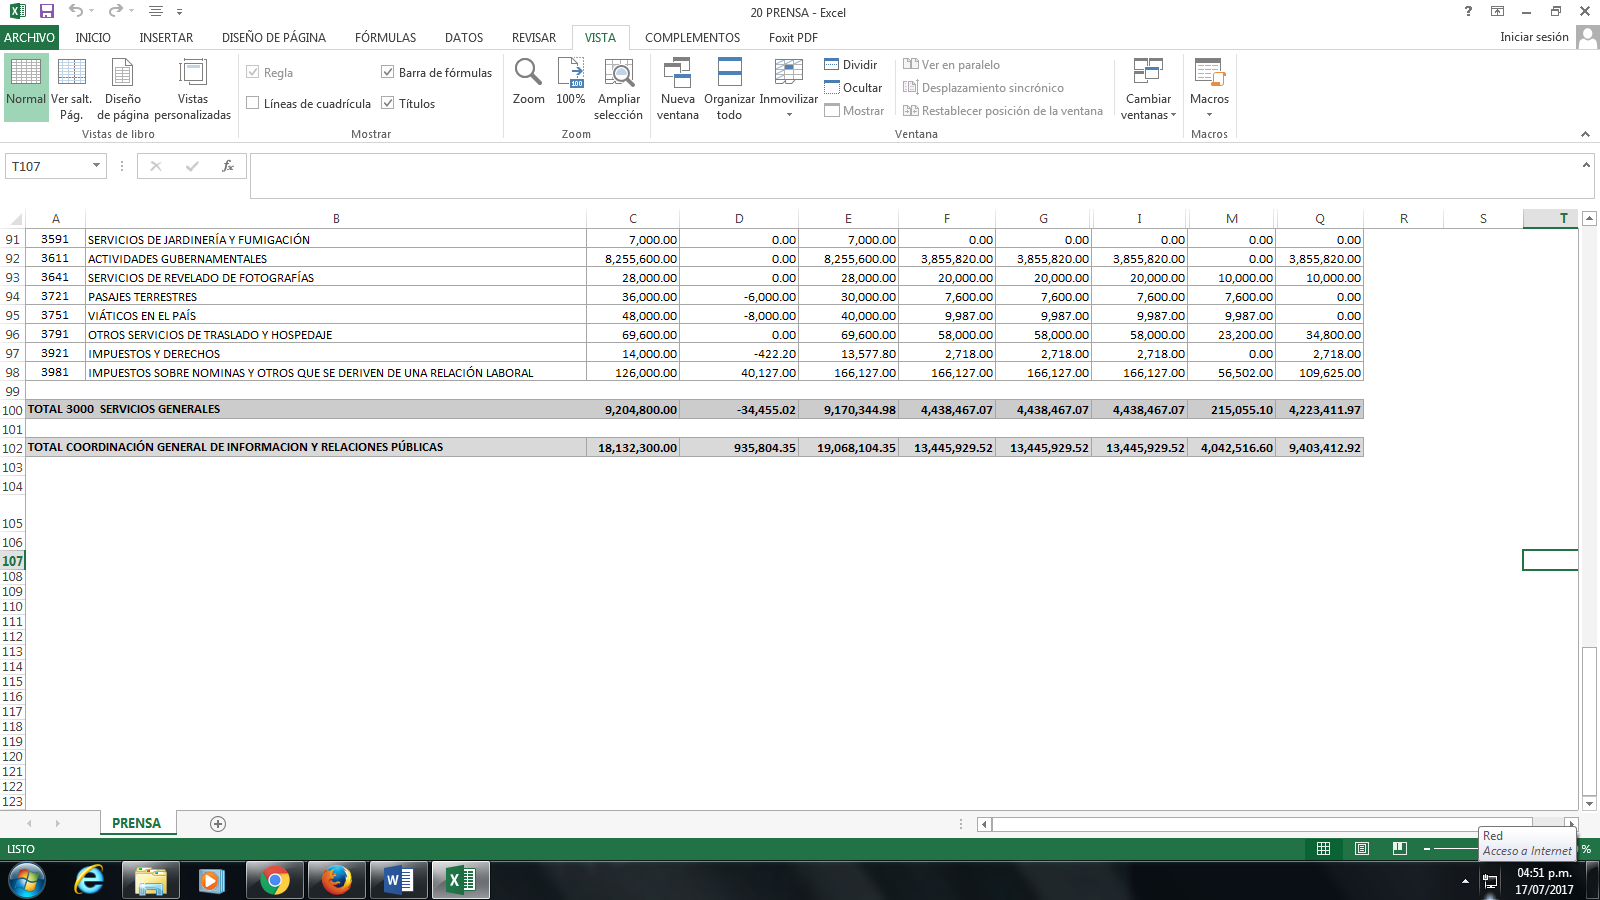 20 PRENSA - Excel
?
ARCHIVO INICIO INSERTAR DISEÑO DE PÁGINA FÓRMULAS DATOS REVISAR VISTA COMPLEMENTOS Foxit PDF Iniciar sesión
Normal Ver salt. Pág. Diseño de página Vistas personalizadas
Vistas de libro
Regla Barra de fórmulas
Líneas de cuadrícula Títulos
Mostrar
Zoom 100% Ampliar selección
Zoom
Nueva ventana Organizar todo Inmovilizar
Dividir Ver en paralelo
Ocultar Desplazamiento sincrónico
Mostrar Restablecer posición de la ventana
Cambiar ventanas
Ventana
Macros
Macros
T107 fx
A B C D E F G I M Q R S T
91 3591 SERVICIOS DE JARDINERÍA Y FUMIGACIÓN 7,000.00 0.00 7,000.00 0.00 0.00 0.00 0.00 0.00
92 3611 ACTIVIDADES GUBERNAMENTALES 8,255,600.00 0.00 8,255,600.00 3,855,820.00 3,855,820.00 3,855,820.00 0.00 3,855,820.00
93 3641 SERVICIOS DE REVELADO DE FOTOGRAFÍAS 28,000.00 0.00 28,000.00 20,000.00 20,000.00 20,000.00 10,000.00 10,000.00
94 3721 PASAJES TERRESTRES 36,000.00 -6,000.00 30,000.00 7,600.00 7,600.00 7,600.00 7,600.00 0.00
95 3751 VIÁTICOS EN EL PAÍS 48,000.00 -8,000.00 40,000.00 9,987.00 9,987.00 9,987.00 9,987.00 0.00
96 3791 OTROS SERVICIOS DE TRASLADO Y HOSPEDAJE 69,600.00 0.00 69,600.00 58,000.00 58,000.00 58,000.00 23,200.00 34,800.00
97 3921 IMPUESTOS Y DERECHOS 14,000.00 -422.20 13,577.80 2,718.00 2,718.00 2,718.00 0.00 2,718.00
98 3981 IMPUESTOS SOBRE NOMINAS Y OTROS QUE SE DERIVEN DE UNA RELACIÓN LABORAL 126,000.00 40,127.00 166,127.00 166,127.00 166,127.00 166,127.00 56,502.00 109,625.00
99
100 TOTAL 3000 SERVICIOS GENERALES 9,204,800.00 -34,455.02 9,170,344.98 4,438,467.07 4,438,467.07 4,438,467.07 215,055.10 4,223,411.97
101
102 TOTAL COORDINACIÓN GENERAL DE INFORMACION Y RELACIONES PÚBLICAS 18,132,300.00 935,804.35 19,068,104.35 13,445,929.52 13,445,929.52 13,445,929.52 4,042,516.60 9,403,412.92
103
104
105
106
107
108
109
110
111
112
113
114
115
116
117
118
119
120
121
122
123
PRENSA
LISTO
Red
Acceso a Internet
%
04:51 p.m.
17/07/2017